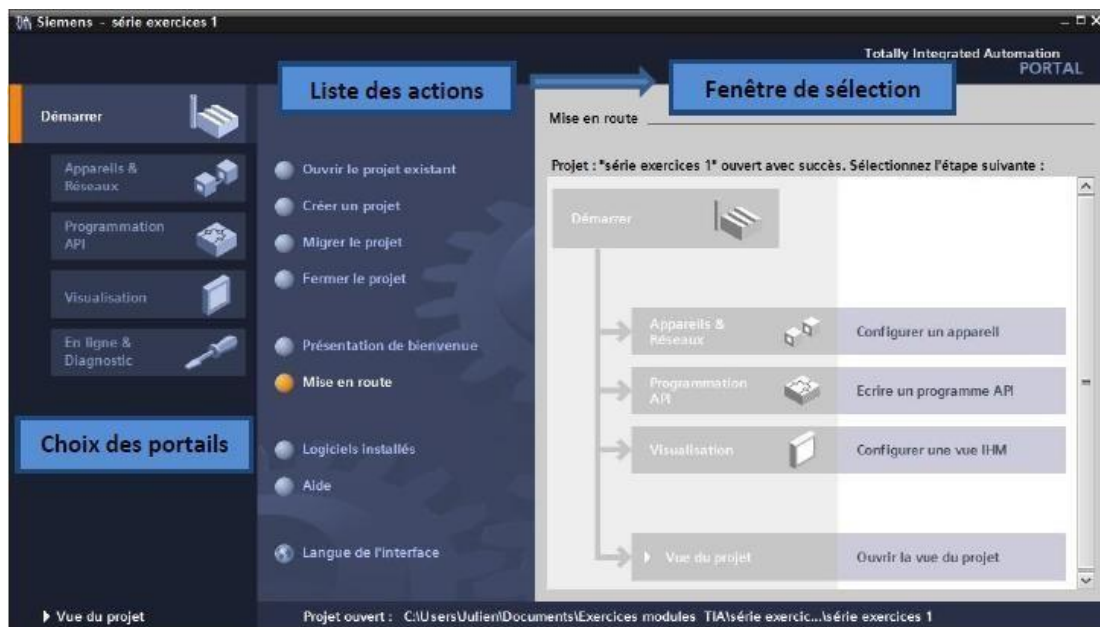 Siemens - série exercices 1
Totally Integrated Automation
PORTAL
Liste des actions
Fenêtre de sélection
Démarrer
Appareils &
Réseaux
Programmation
API
Visualisation
En ligne &
Diagnostic
Choix des portails
Ouvrir le projet existant
Créer un projet
Migrer le projet
Fermer le projet
Présentation de bienvenue
Mise en route
Logiciels installés
Aide
Langue de l'interface
Mise en route
Projet : "série exercices 1" ouvert avec succès. Sélectionnez l'étape suivante :
Démarrer
Appareils &
Réseaux
Configurer un appareil
Programmation
API
Ecrire un programme API
Visualisation
Configurer une vue IHM
Vue du projet
Ouvrir la vue du projet
Vue du projet
Projet ouvert : C:\Users\Julien\Documents\Exercices modules TIA\série exercic...\série exercices 1